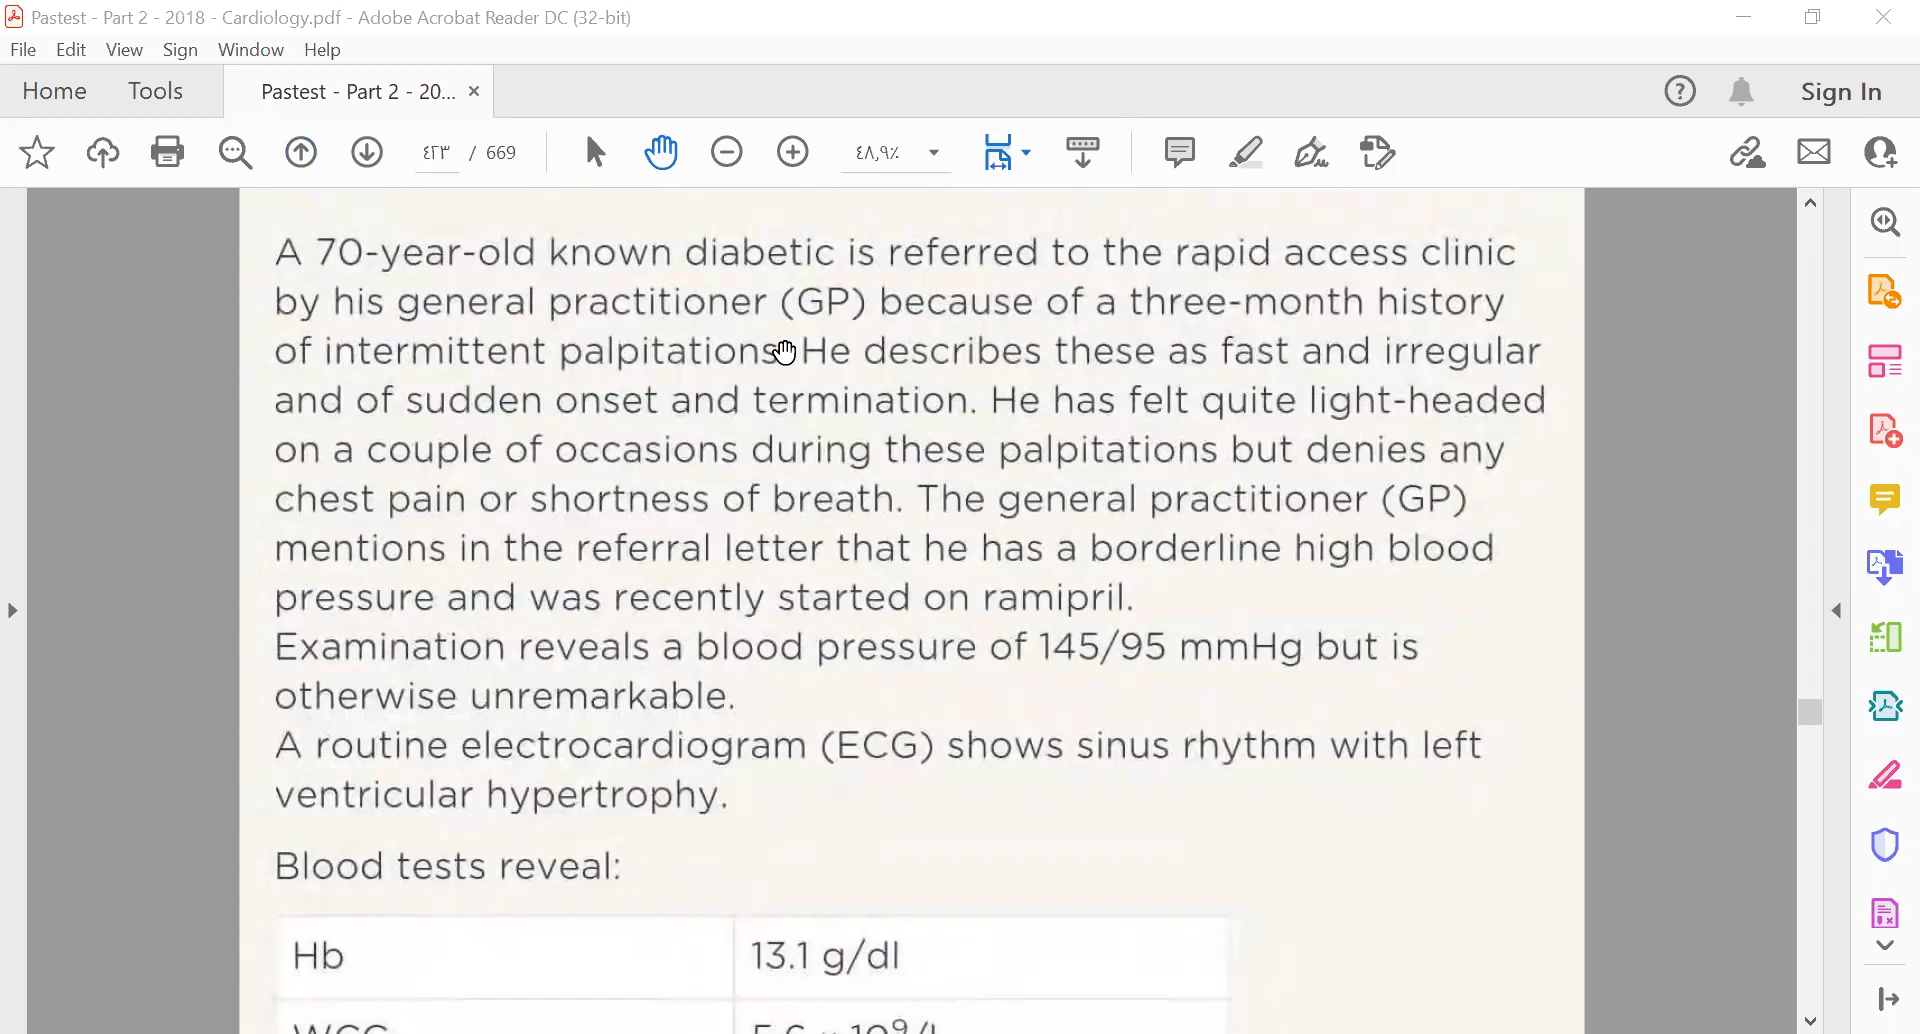 Pastest - Part 2 - 2018 - Cardiology.pdf - Adobe Acrobat Reader DC (32-bit)
File Edit View Sign Window Help
Home Tools Pastest - Part 2 - 20... × Sign In
٤٢٣ / 669 ٤٨,٩٪
A 70-year-old known diabetic is referred to the rapid access clinic
by his general practitioner (GP) because of a three-month history
of intermittent palpitations. He describes these as fast and irregular
and of sudden onset and termination. He has felt quite light-headed
on a couple of occasions during these palpitations but denies any
chest pain or shortness of breath. The general practitioner (GP)
mentions in the referral letter that he has a borderline high blood
pressure and was recently started on ramipril.
Examination reveals a blood pressure of 145/95 mmHg but is
otherwise unremarkable.
A routine electrocardiogram (ECG) shows sinus rhythm with left
ventricular hypertrophy.
Blood tests reveal:
Hb 13.1 g/dl